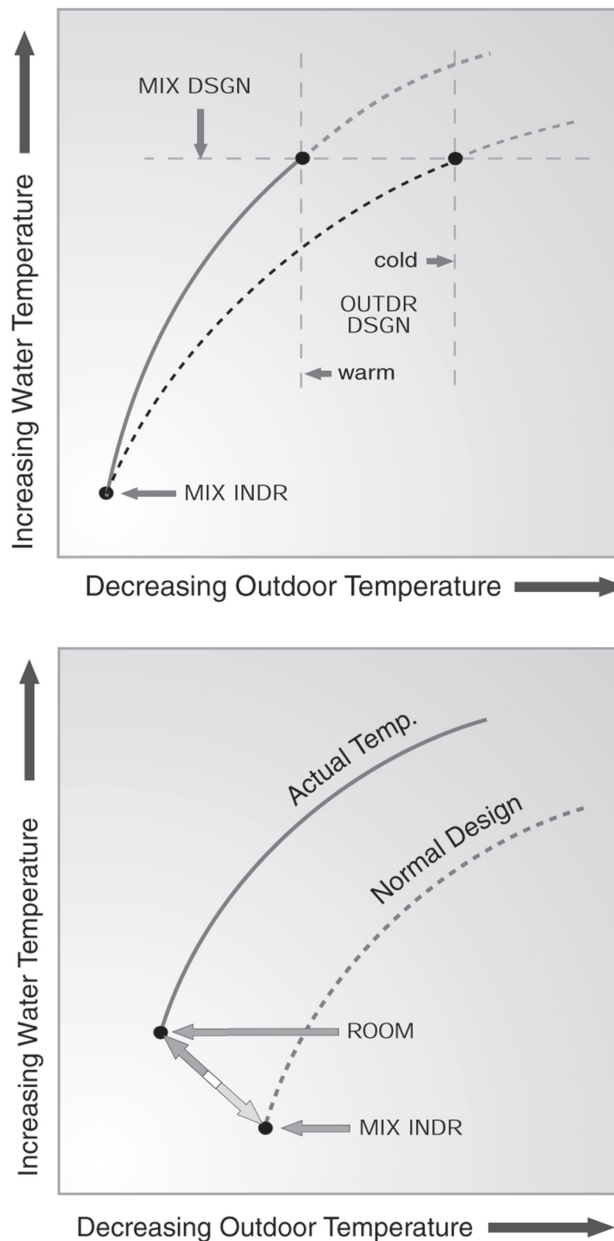 Increasing Water Temperature
MIX DSGN
cold
OUTDR
DSGN
warm
MIX INDR
Decreasing Outdoor Temperature
Increasing Water Temperature
Actual Temp.
Normal Design
ROOM
MIX INDR
Decreasing Outdoor Temperature